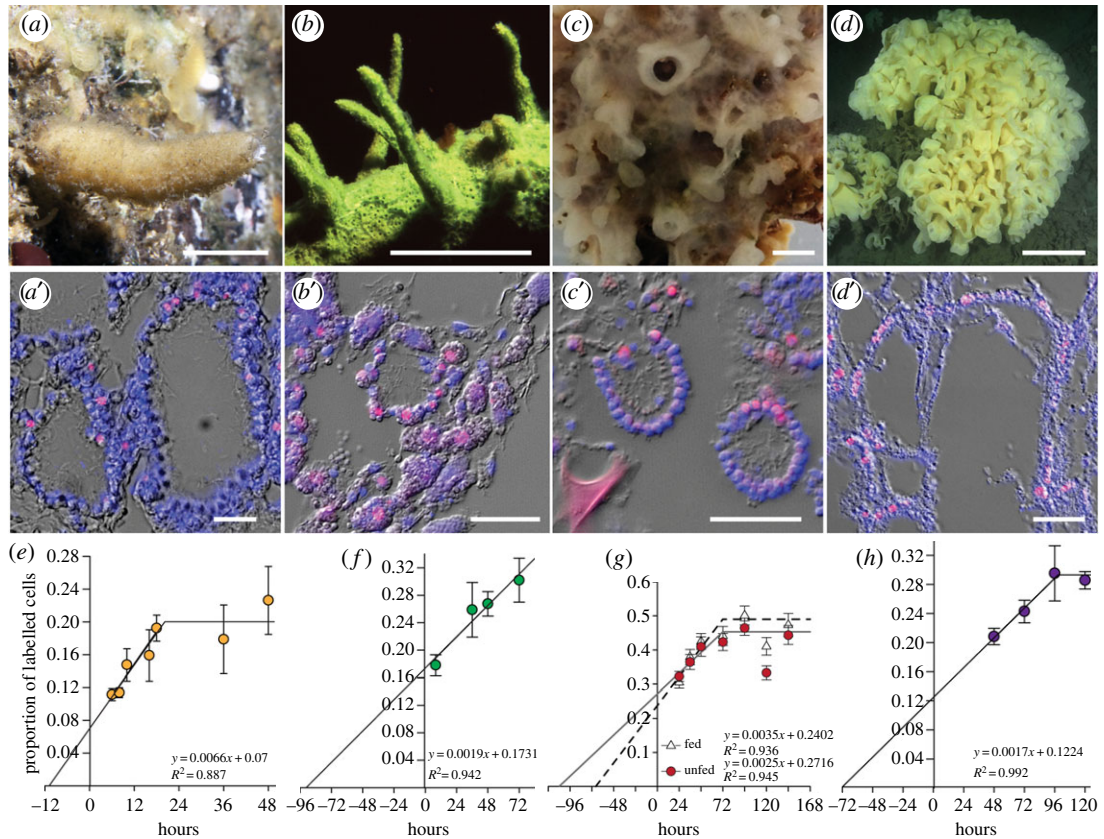 (a)
(b)
(c)
(d)
(a′)
(b′)
(c′)
(d′)
(e)
proportion of labelled cells
0.28
0.24
0.20
0.16
0.12
0.08
0.04
y = 0.0066x + 0.07
R² = 0.887
−12 0 12 24 36 48
hours
(f)
0.32
0.28
0.24
0.20
0.16
0.12
0.08
0.04
y = 0.0019x + 0.1731
R² = 0.942
−96 −72 −48 −24 0 24 48 72
hours
(g)
0.6
0.5
0.4
0.3
0.2
0.1
fed
y = 0.0035x + 0.2402
R² = 0.936
unfed
y = 0.0025x + 0.2716
R² = 0.945
−96 −48 0 24 72 120 168
hours
(h)
0.32
0.28
0.24
0.20
0.16
0.12
0.08
0.04
y = 0.0017x + 0.1224
R² = 0.992
−72 −48 −24 0 24 48 72 96 120
hours